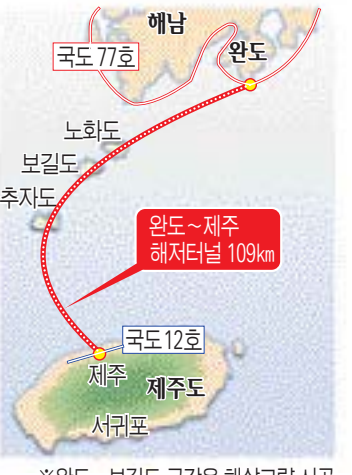 해남
국도 77호
완도
노화도
보길도
추자도
완도~제주
해저터널 109㎞
국도 12호
제주
제주도
서귀포